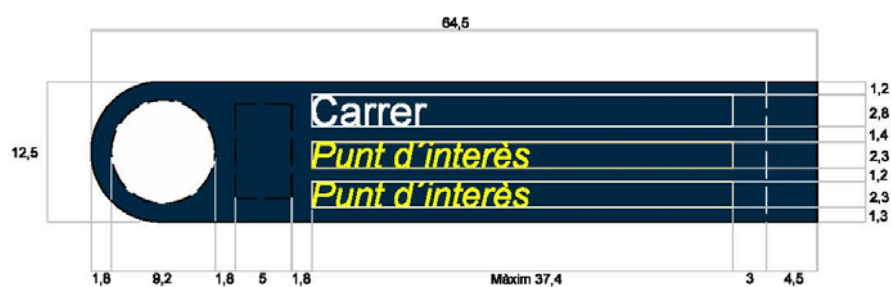 64,5
1,2
Carrer
2,8
1,4
12,5
Punt d´interès
2,3
1,2
Punt d´interès
2,3
1,3
1,8 9,2 1,8 5 1,8 Màxim 37,4 3 4,5